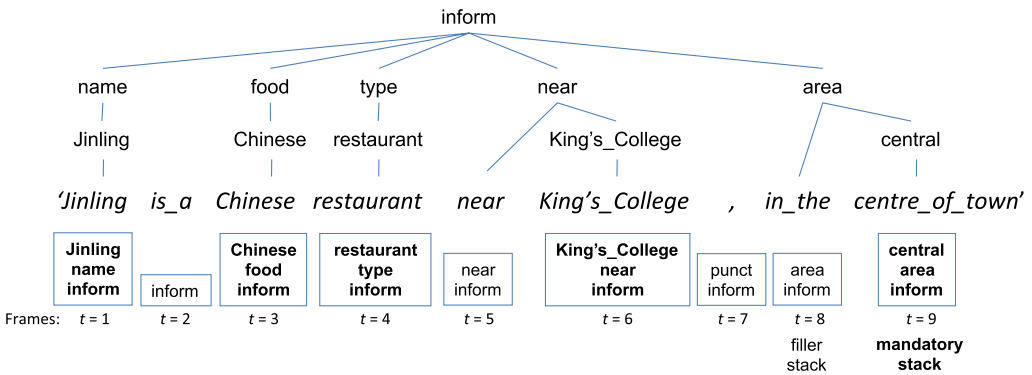 inform
name food type near area
Jinling Chinese restaurant King's_College central
‘Jinling is_a Chinese restaurant near King’s_College , in_the centre_of_town’
Jinling
name
inform
inform
Chinese
food
inform
restaurant
type
inform
near
inform
King’s_College
near
inform
punct
inform
area
inform
central
area
inform
Frames: t = 1 t = 2 t = 3 t = 4 t = 5 t = 6 t = 7 t = 8 t = 9
filler
stack
mandatory
stack